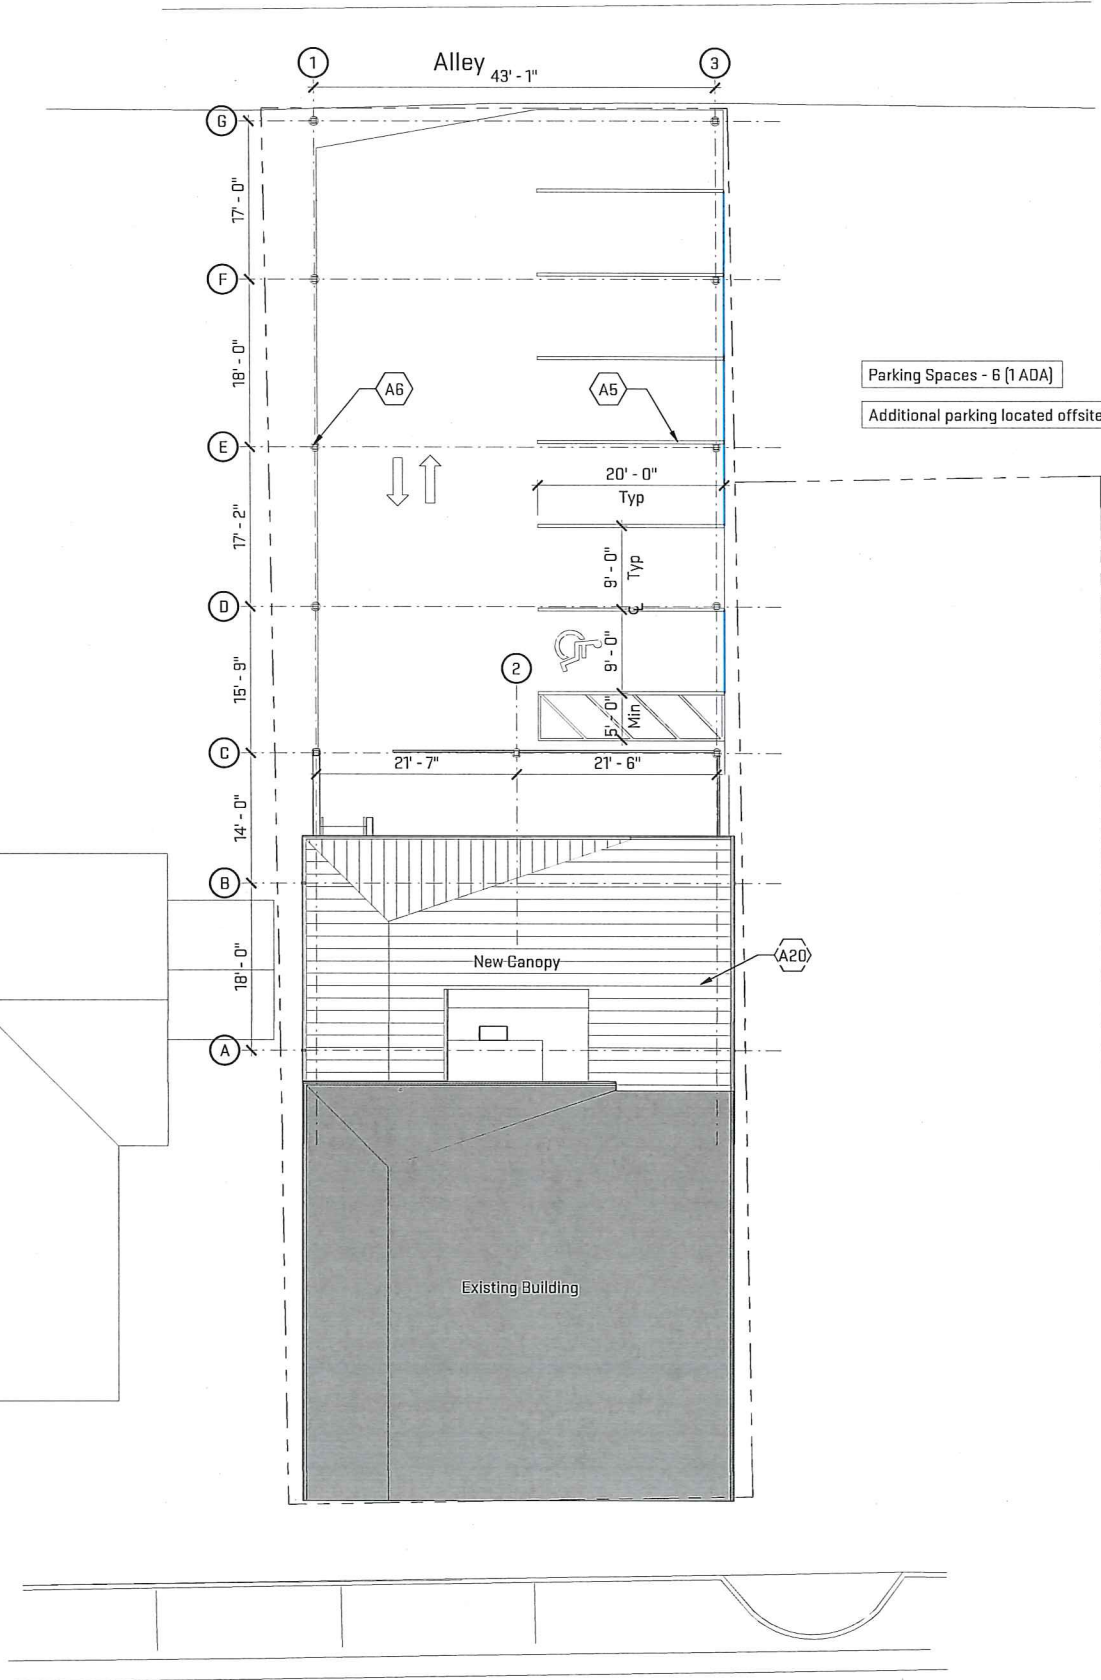 1
Alley
43' - 1"
3
G
17' - 0"
F
18' - 0"
Parking Spaces - 6 (1 ADA)
A6
A5
Additional parking located offsite
E
20' - 0"
Typ
17' - 2"
9' - 0"
Typ
D
CL
9' - 0"
2
15' - 9"
5' - 0"
Min
C
21' - 7"
21' - 6"
14' - 0"
B
New Canopy
A20
18' - 0"
A
Existing Building